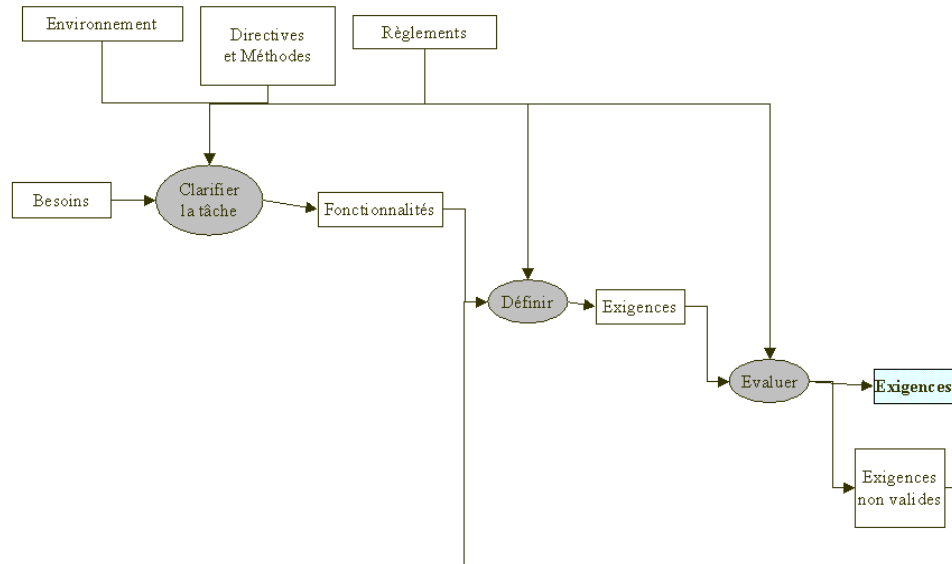 Environnement
Directives
et Méthodes
Règlements
Besoins
Clarifier
la tâche
Fonctionnalités
Définir
Exigences
Evaluer
Exigences
Exigences
non valides